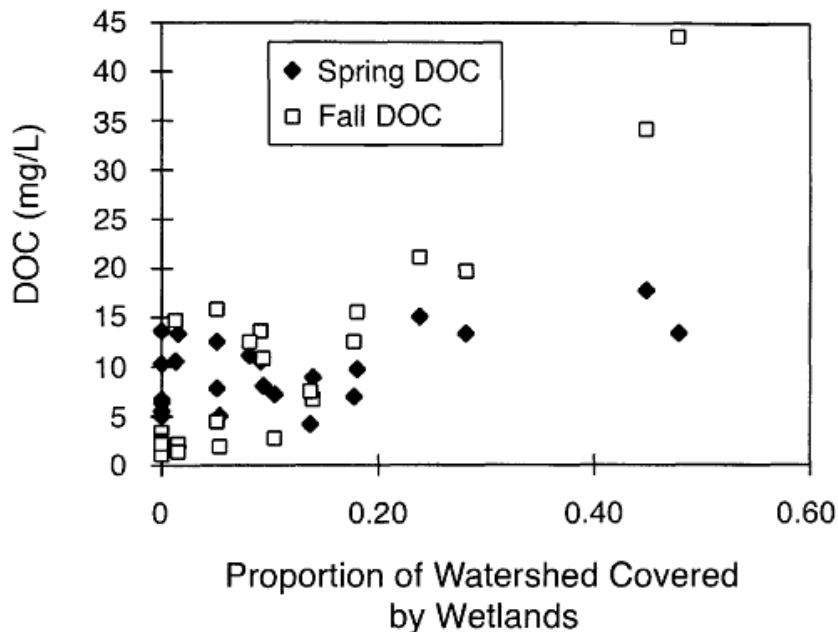 45
40
35
30
25
20
15
10
5
0
DOC (mg/L)
Spring DOC
Fall DOC
0
0.20
0.40
0.60
Proportion of Watershed Covered
by Wetlands